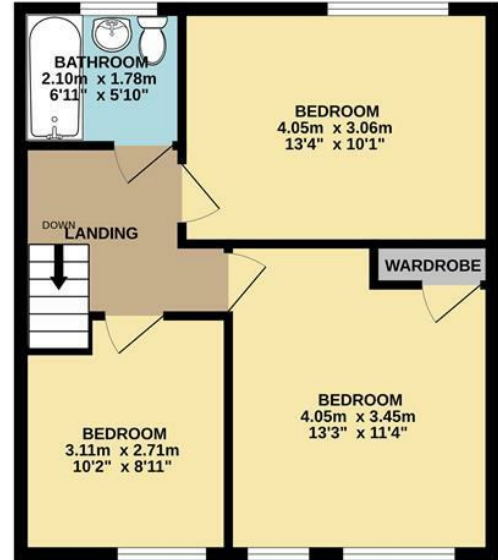 BATHROOM
2.10m x 1.78m
6'11" x 5'10"
BEDROOM
4.05m x 3.06m
13'4" x 10'1"
DOWN
LANDING
WARDROBE
BEDROOM
4.05m x 3.45m
13'3" x 11'4"
BEDROOM
3.11m x 2.71m
10'2" x 8'11"